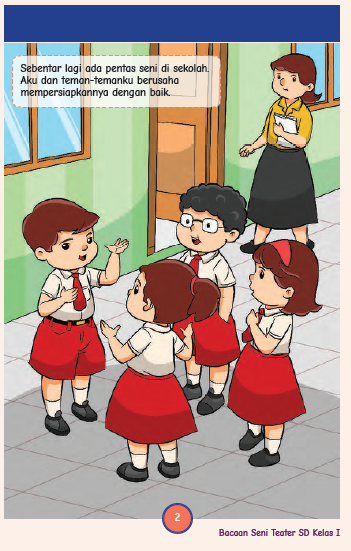 Sebentar lagi ada pentas seni di sekolah.
Aku dan teman-temanku berusaha
mempersiapkannya dengan baik.
2
Bacaan Seni Teater SD Kelas I